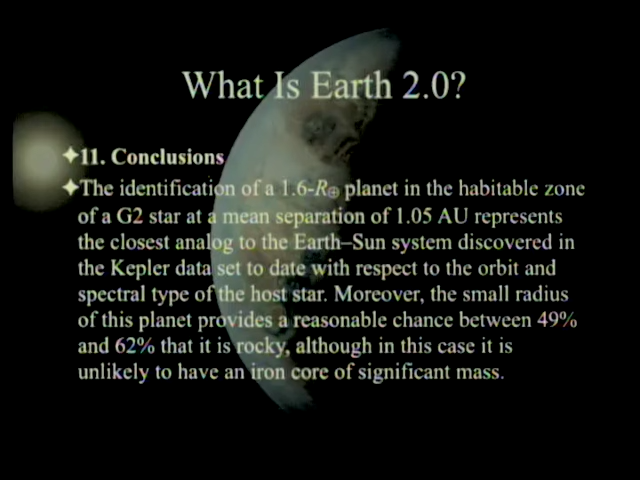 What Is Earth 2.0?
✦11. Conclusions
✦The identification of a 1.6-R⊕ planet in the habitable zone
of a G2 star at a mean separation of 1.05 AU represents
the closest analog to the Earth–Sun system discovered in
the Kepler data set to date with respect to the orbit and
spectral type of the host star. Moreover, the small radius
of this planet provides a reasonable chance between 49%
and 62% that it is rocky, although in this case it is
unlikely to have an iron core of significant mass.